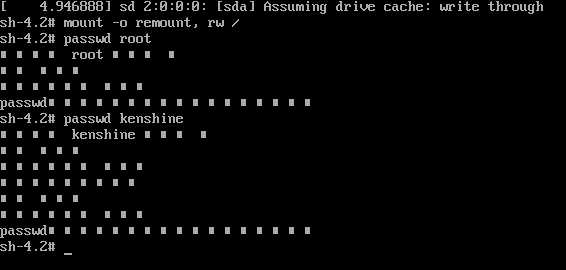 [    4.946888] sd 2:0:0:0: [sda] Assuming drive cache: write through
sh-4.2# mount -o remount, rw /
sh-4.2# passwd root
■ ■ ■ ■  root ■ ■ ■  ■
■ ■  ■ ■ ■
■ ■ ■ ■ ■ ■  ■ ■ ■
passwd■ ■ ■ ■ ■ ■ ■ ■ ■ ■ ■ ■ ■ ■ ■ ■ ■
sh-4.2# passwd kenshine
■ ■ ■ ■  kenshine ■ ■ ■  ■
■ ■  ■ ■ ■
■ ■ ■ ■ ■ ■  ■ ■ ■
■ ■ ■ ■ ■ ■ ■ ■ ■ ■
■ ■  ■ ■ ■
■ ■ ■ ■ ■ ■  ■ ■ ■
passwd■ ■ ■ ■ ■ ■ ■ ■ ■ ■ ■ ■ ■ ■ ■ ■ ■
sh-4.2# _